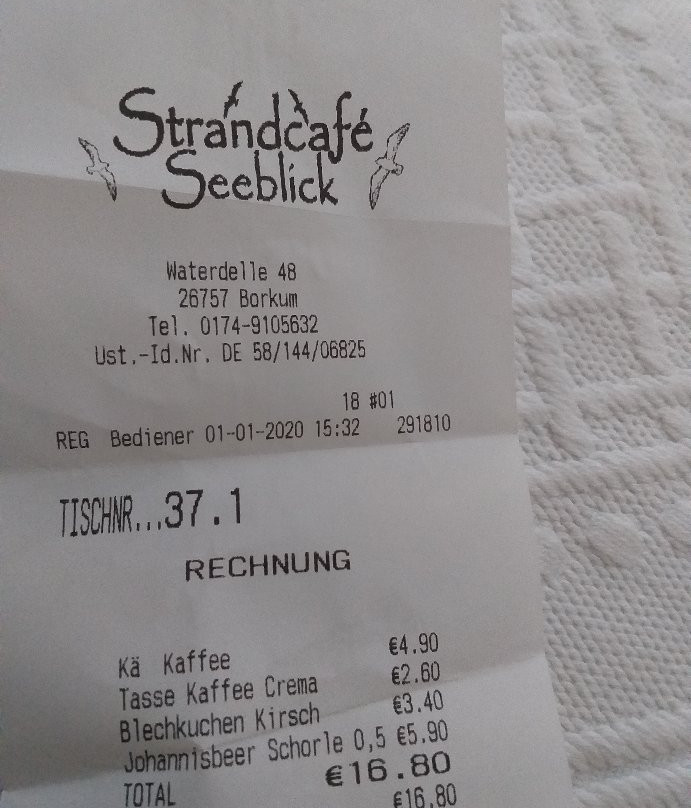 Strandcafé
Seeblick
Waterdelle 48
26757 Borkum
Tel. 0174-9105632
Ust.-Id.Nr. DE 58/144/06825
18 #01
REG Bediener 01-01-2020 15:32 291810
TISCHNR...37.1
RECHNUNG
Kä Kaffee €4.90
Tasse Kaffee Crema €2.60
Blechkuchen Kirsch €3.40
Johannisbeer Schorle 0,5 €5.90
TOTAL €16.80
€16.80